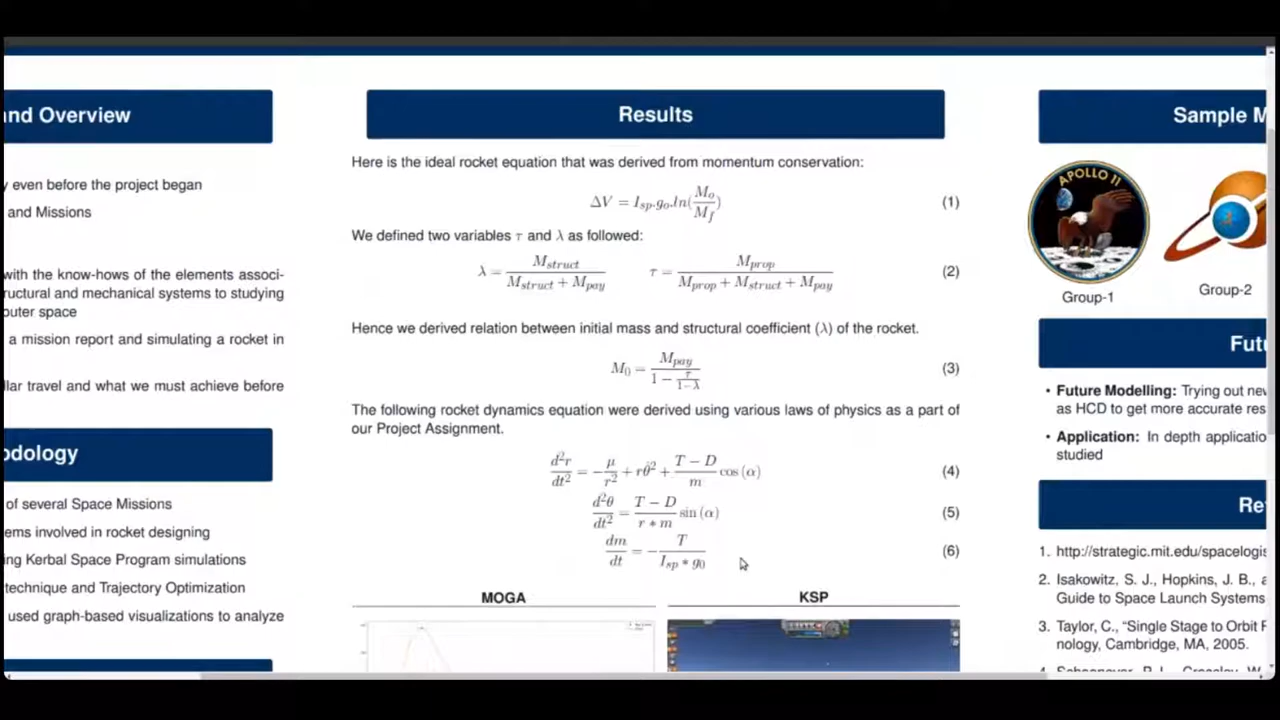 and Overview
y even before the project began
and Missions
with the know-hows of the elements associ-
ructural and mechanical systems to studying
outer space
a mission report and simulating a rocket in
llar travel and what we must achieve before
odology
of several Space Missions
ems involved in rocket designing
ing Kerbal Space Program simulations
technique and Trajectory Optimization
used graph-based visualizations to analyze
Results
Here is the ideal rocket equation that was derived from momentum conservation:
ΔV = I_sp.g_o.ln(M_o/M_f) (1)
We defined two variables τ and λ as followed:
λ = M_struct/(M_struct + M_pay) τ = M_prop/(M_prop + M_struct + M_pay) (2)
Hence we derived relation between initial mass and structural coefficient (λ) of the rocket.
M_0 = M_pay/(1 − τ/(1−λ)) (3)
The following rocket dynamics equation were derived using various laws of physics as a part of
our Project Assignment.
d²r/dt² = −μ/r² + rθ̇² + (T − D)/m cos (α) (4)
d²θ/dt² = (T − D)/(r ∗ m) sin (α) (5)
dm/dt = −T/(I_sp ∗ g_0) (6)
MOGA
KSP
Sample M
APOLLO 11
Group-1
Group-2
Futu
• Future Modelling: Trying out new
as HCD to get more accurate res
• Application: In depth applicatio
studied
Ref
1. http://strategic.mit.edu/spacelogis
2. Isakowitz, S. J., Hopkins, J. B., a
Guide to Space Launch Systems
3. Taylor, C., "Single Stage to Orbit
nology, Cambridge, MA, 2005.